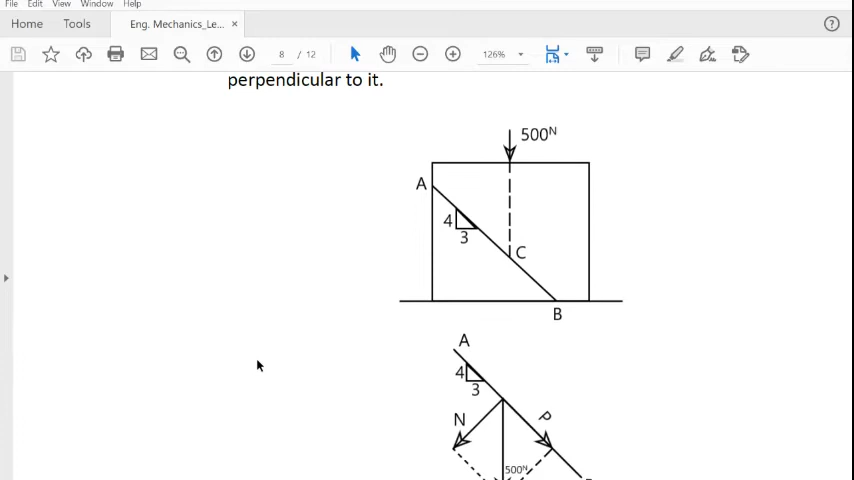 File Edit View Window Help
Home Tools Eng. Mechanics_Le... ×
8 / 12 126%
perpendicular to it.
500N
A
4
3
C
B
A
4
3
N
P
500N